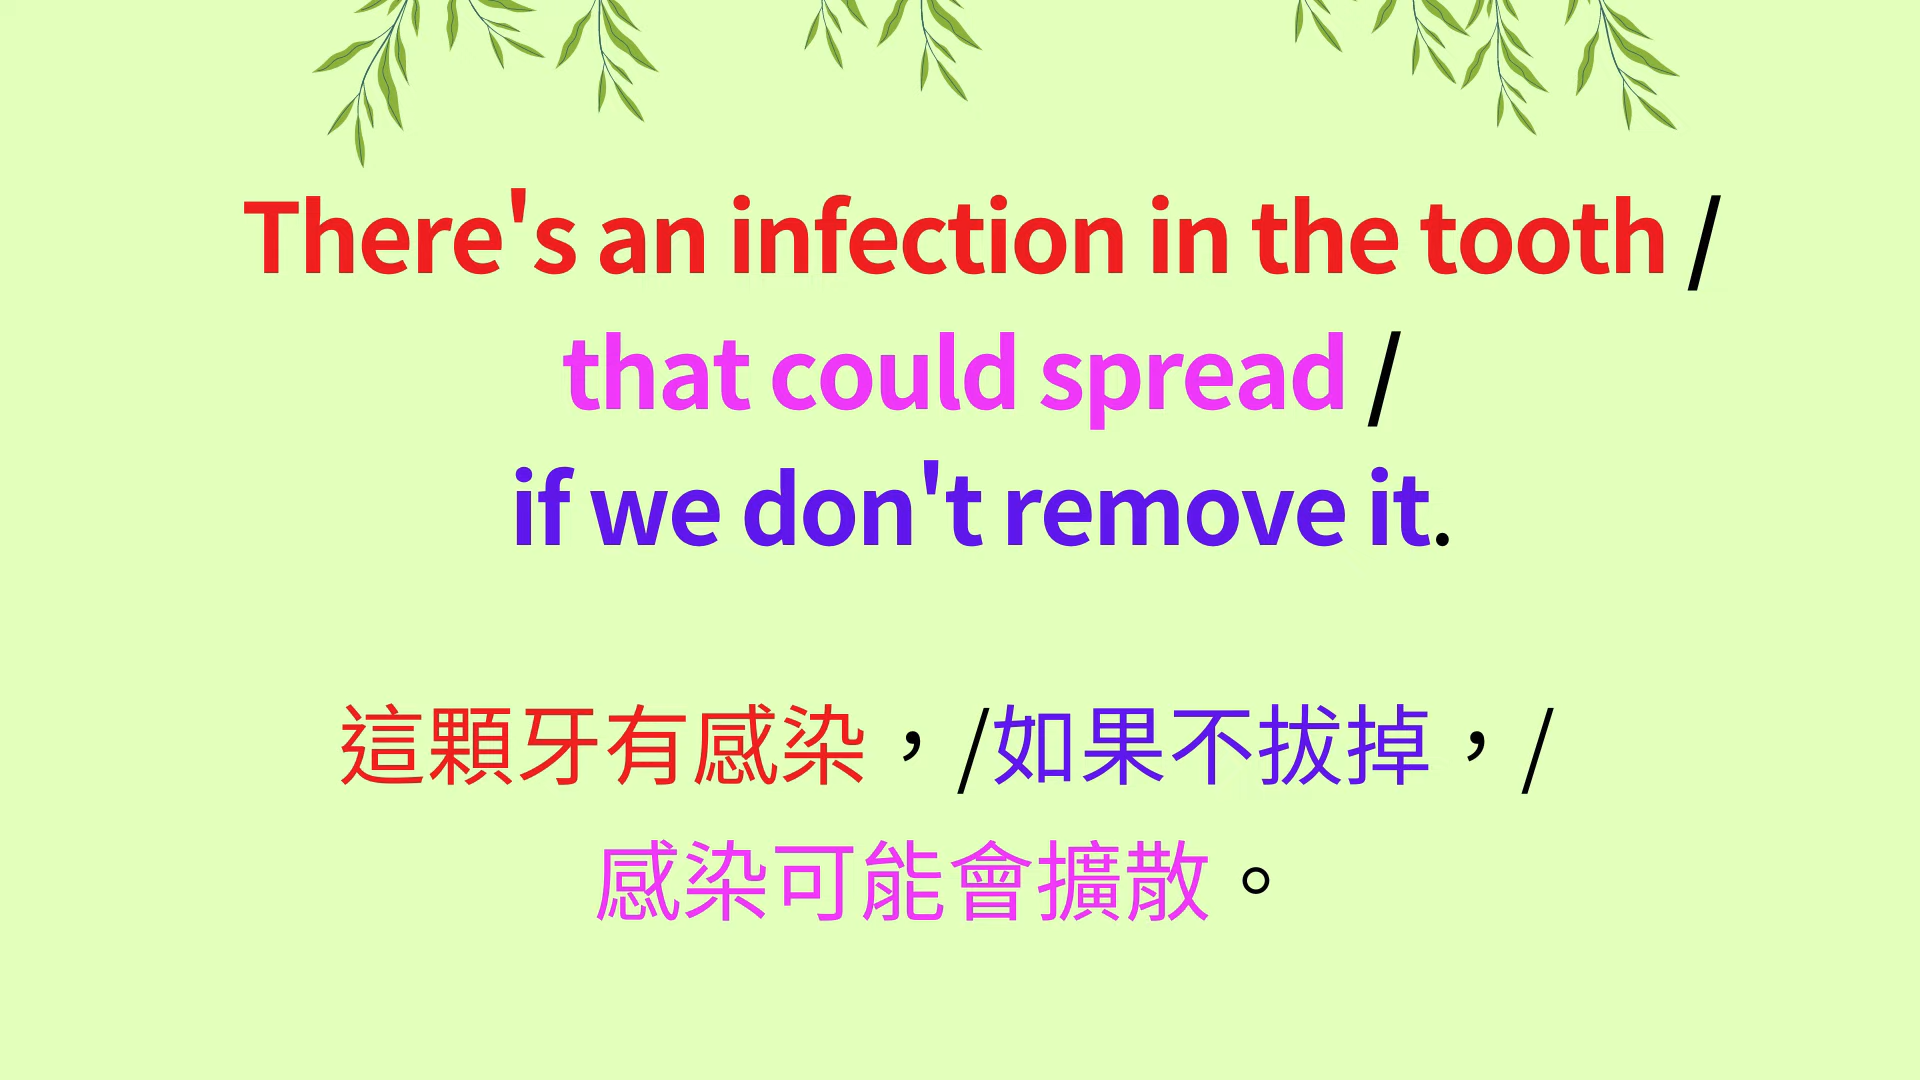 There's an infection in the tooth /
that could spread /
if we don't remove it.
這顆牙有感染，/如果不拔掉，/
感染可能會擴散。